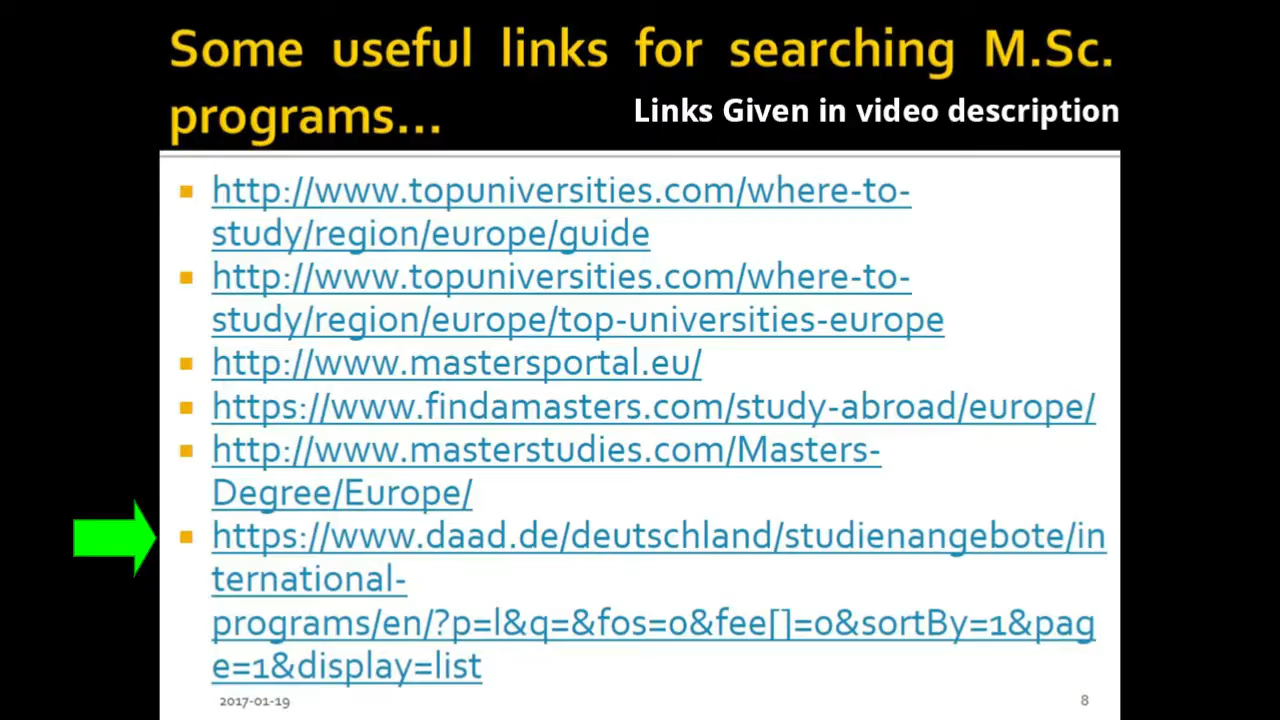 Some useful links for searching M.Sc.
programs...
Links Given in video description
http://www.topuniversities.com/where-to-
study/region/europe/guide
http://www.topuniversities.com/where-to-
study/region/europe/top-universities-europe
http://www.mastersportal.eu/
https://www.findamasters.com/study-abroad/europe/
http://www.masterstudies.com/Masters-
Degree/Europe/
https://www.daad.de/deutschland/studienangebote/in
ternational-
programs/en/?p=l&q=&fos=0&fee[]=0&sortBy=1&pag
e=1&display=list
2017-01-19
8